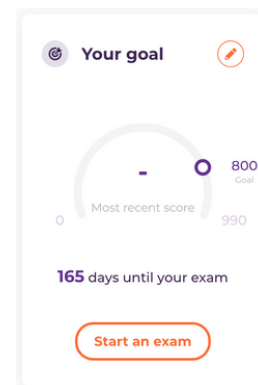 Your goal
-
800
Goal
Most recent score
0
990
165 days until your exam
Start an exam